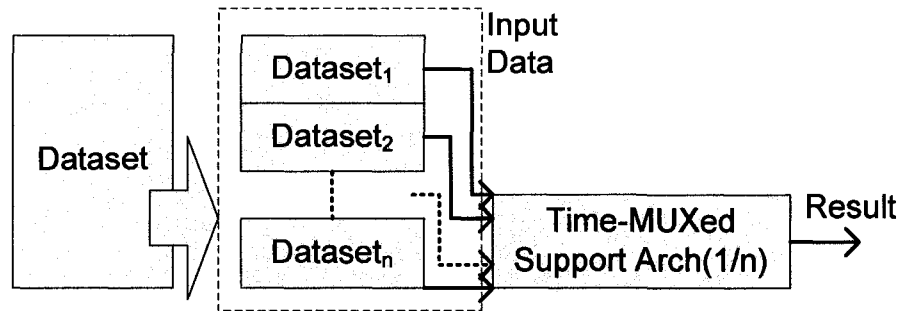 Dataset
Input
Data
Dataset₁
Dataset₂
Datasetₙ
Time-MUXed
Support Arch(1/n)
Result